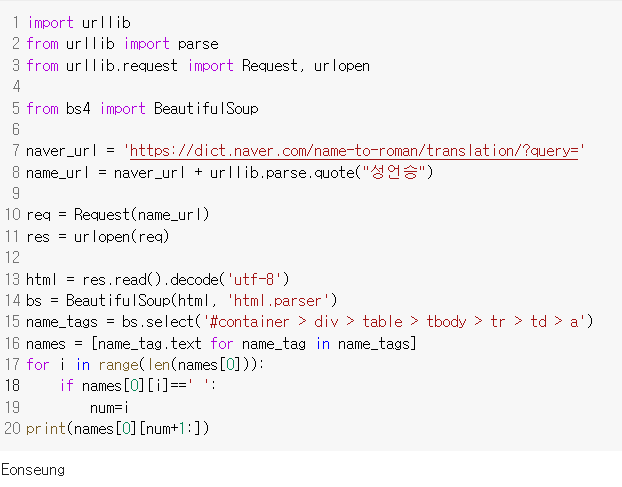 1 import urllib
2 from urllib import parse
3 from urllib.request import Request, urlopen
4
5 from bs4 import BeautifulSoup
6
7 naver_url = 'https://dict.naver.com/name-to-roman/translation/?query='
8 name_url = naver_url + urllib.parse.quote("성언승")
9
10 req = Request(name_url)
11 res = urlopen(req)
12
13 html = res.read().decode('utf-8')
14 bs = BeautifulSoup(html, 'html.parser')
15 name_tags = bs.select('#container > div > table > tbody > tr > td > a')
16 names = [name_tag.text for name_tag in name_tags]
17 for i in range(len(names[0])):
18     if names[0][i]==' ':
19         num=i
20 print(names[0][num+1:])
Eonseung